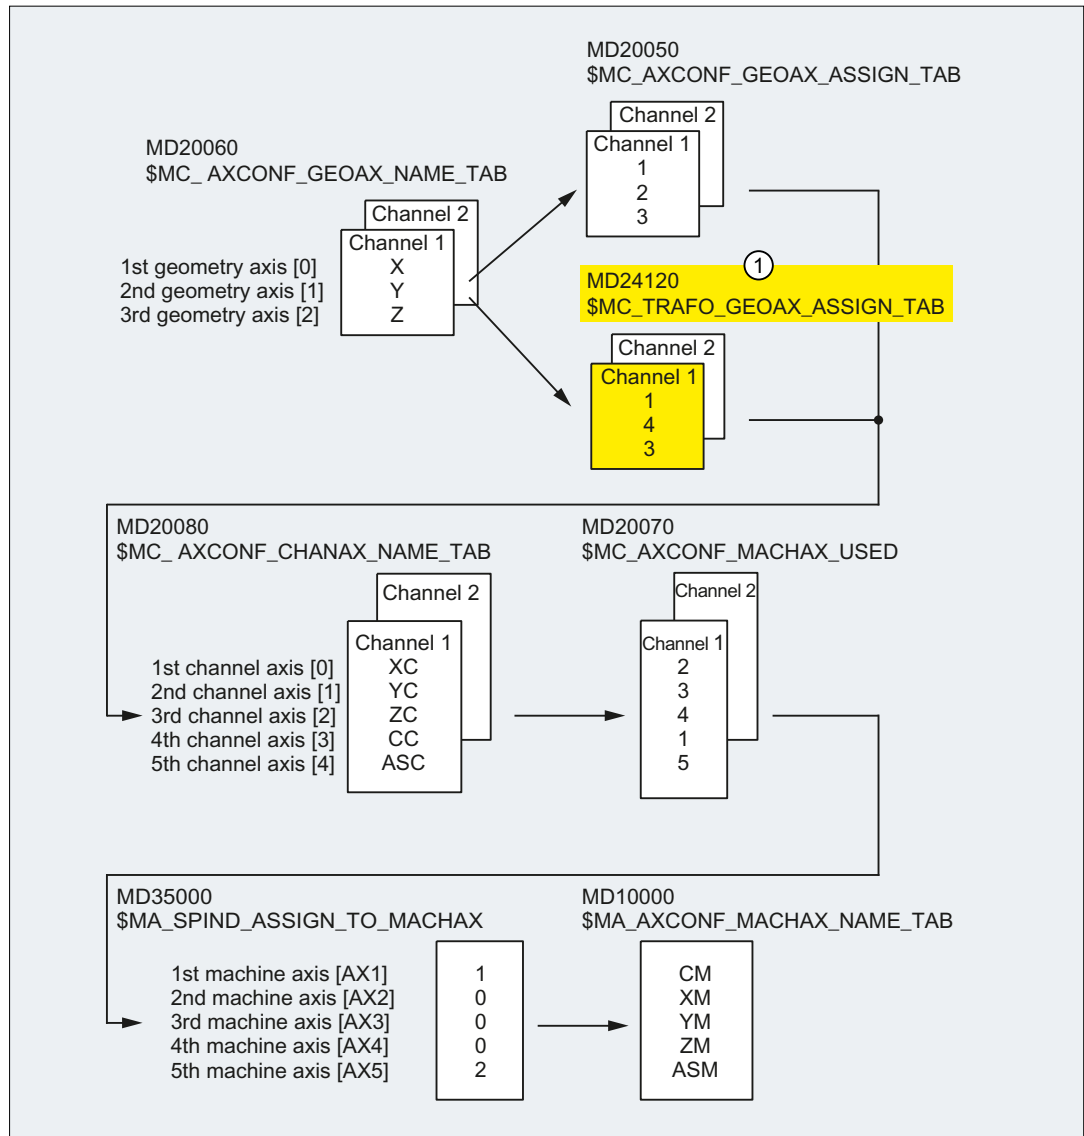 MD20050
$MC_AXCONF_GEOAX_ASSIGN_TAB
Channel 2
Channel 1
1
2
3
MD20060
$MC_ AXCONF_GEOAX_NAME_TAB
Channel 2
Channel 1
1st geometry axis [0] X
2nd geometry axis [1] Y
3rd geometry axis [2] Z
1
MD24120
$MC_TRAFO_GEOAX_ASSIGN_TAB
Channel 2
Channel 1
1
4
3
MD20080
$MC_ AXCONF_CHANAX_NAME_TAB
Channel 2
Channel 1
1st channel axis [0] XC
2nd channel axis [1] YC
3rd channel axis [2] ZC
4th channel axis [3] CC
5th channel axis [4] ASC
MD20070
$MC_AXCONF_MACHAX_USED
Channel 2
Channel 1
2
3
4
1
5
MD35000
$MA_SPIND_ASSIGN_TO_MACHAX
1st machine axis [AX1] 1
2nd machine axis [AX2] 0
3rd machine axis [AX3] 0
4th machine axis [AX4] 0
5th machine axis [AX5] 2
MD10000
$MA_AXCONF_MACHAX_NAME_TAB
CM
XM
YM
ZM
ASM